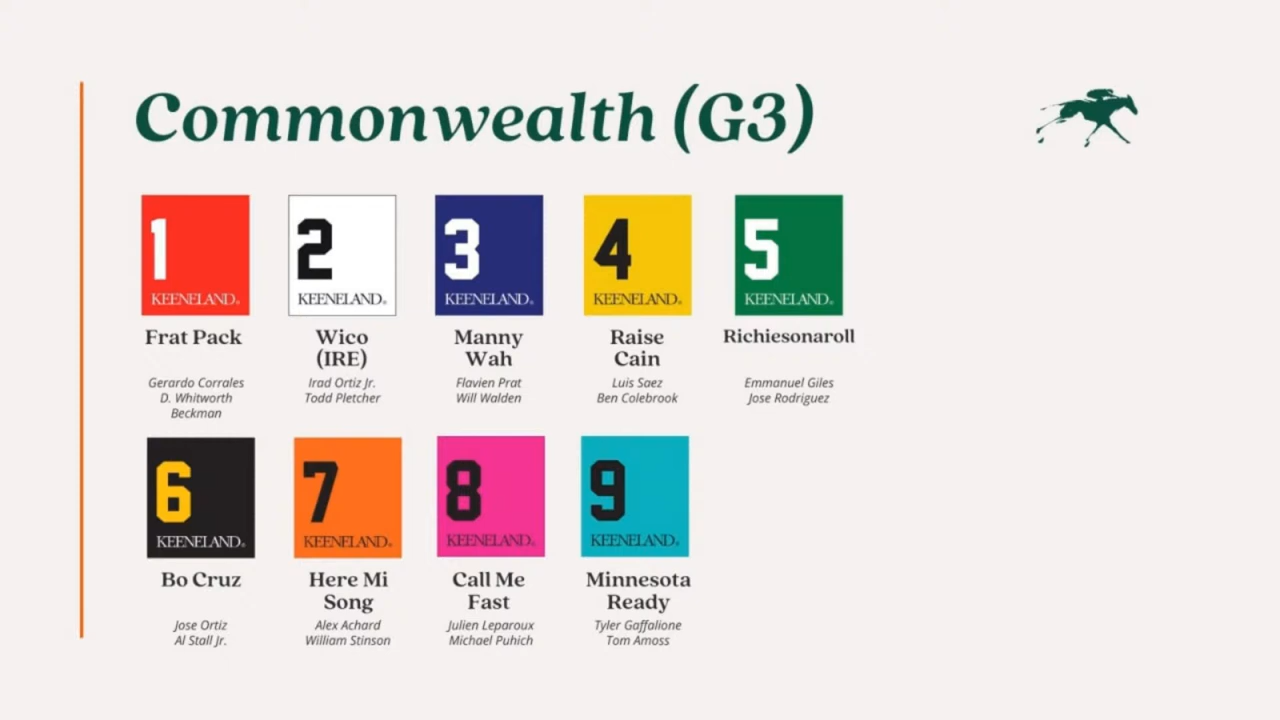 Commonwealth (G3)
1
KEENELAND®
Frat Pack
Gerardo Corrales
D. Whitworth
Beckman
2
KEENELAND®
Wico
(IRE)
Irad Ortiz Jr.
Todd Pletcher
3
KEENELAND®
Manny
Wah
Flavien Prat
Will Walden
4
KEENELAND®
Raise
Cain
Luis Saez
Ben Colebrook
5
KEENELAND®
Richiesonaroll
Emmanuel Giles
Jose Rodriguez
6
KEENELAND®
Bo Cruz
Jose Ortiz
Al Stall Jr.
7
KEENELAND®
Here Mi
Song
Alex Achard
William Stinson
8
KEENELAND®
Call Me
Fast
Julien Leparoux
Michael Puhich
9
KEENELAND®
Minnesota
Ready
Tyler Gaffalione
Tom Amoss